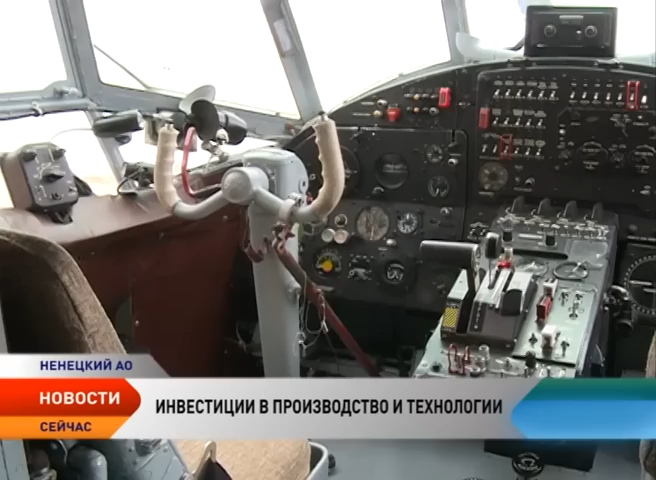 НЕНЕЦКИЙ АО
НОВОСТИ
СЕЙЧАС
ИНВЕСТИЦИИ В ПРОИЗВОДСТВО И ТЕХНОЛОГИИ